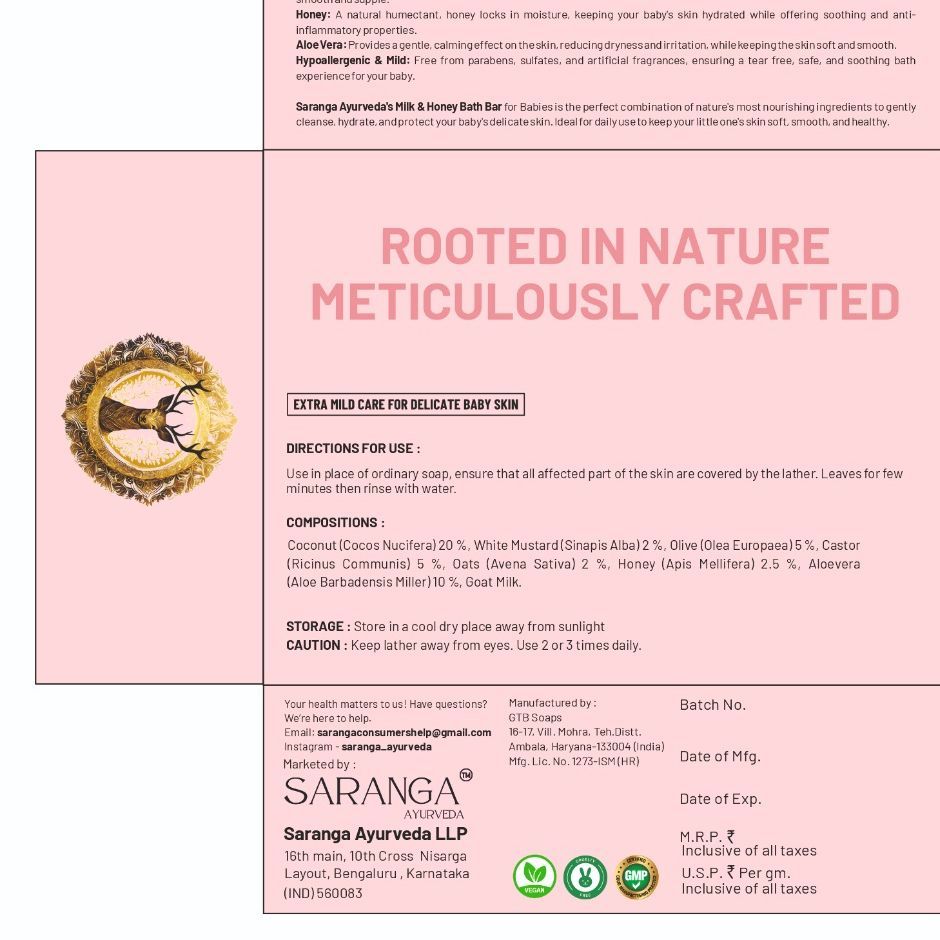 smooth and supple.
Honey: A natural humectant, honey locks in moisture, keeping your baby's skin hydrated while offering soothing and anti-
inflammatory properties.
Aloe Vera: Provides a gentle, calming effect on the skin, reducing dryness and irritation, while keeping the skin soft and smooth.
Hypoallergenic & Mild: Free from parabens, sulfates, and artificial fragrances, ensuring a tear free, safe, and soothing bath
experience for your baby.
Saranga Ayurveda's Milk & Honey Bath Bar for Babies is the perfect combination of nature's most nourishing ingredients to gently
cleanse, hydrate, and protect your baby's delicate skin. Ideal for daily use to keep your little one's skin soft, smooth, and healthy.
ROOTED IN NATURE
METICULOUSLY CRAFTED
EXTRA MILD CARE FOR DELICATE BABY SKIN
DIRECTIONS FOR USE :
Use in place of ordinary soap, ensure that all affected part of the skin are covered by the lather. Leaves for few
minutes then rinse with water.
COMPOSITIONS :
Coconut (Cocos Nucifera) 20 %, White Mustard (Sinapis Alba) 2 %, Olive (Olea Europaea) 5 %, Castor
(Ricinus Communis) 5 %, Oats (Avena Sativa) 2 %, Honey (Apis Mellifera) 2.5 %, Aloevera
(Aloe Barbadensis Miller) 10 %, Goat Milk.
STORAGE : Store in a cool dry place away from sunlight
CAUTION : Keep lather away from eyes. Use 2 or 3 times daily.
Your health matters to us! Have questions?
We're here to help.
Email: sarangaconsumershelp@gmail.com
Instagram - saranga_ayurveda
Marketed by :
SARANGA TM
AYURVEDA
Saranga Ayurveda LLP
16th main, 10th Cross Nisarga
Layout, Bengaluru , Karnataka
(IND) 560083
Manufactured by :
GTB Soaps
16-17, Vill. Mohra, Teh.Distt.
Ambala, Haryana-133004 (India)
Mfg. Lic. No. 1273-ISM (HR)
VEGAN
CRUELTY
FREE
CERTIFIED
GMP
Batch No.
Date of Mfg.
Date of Exp.
M.R.P. ₹
Inclusive of all taxes
U.S.P. ₹ Per gm.
Inclusive of all taxes